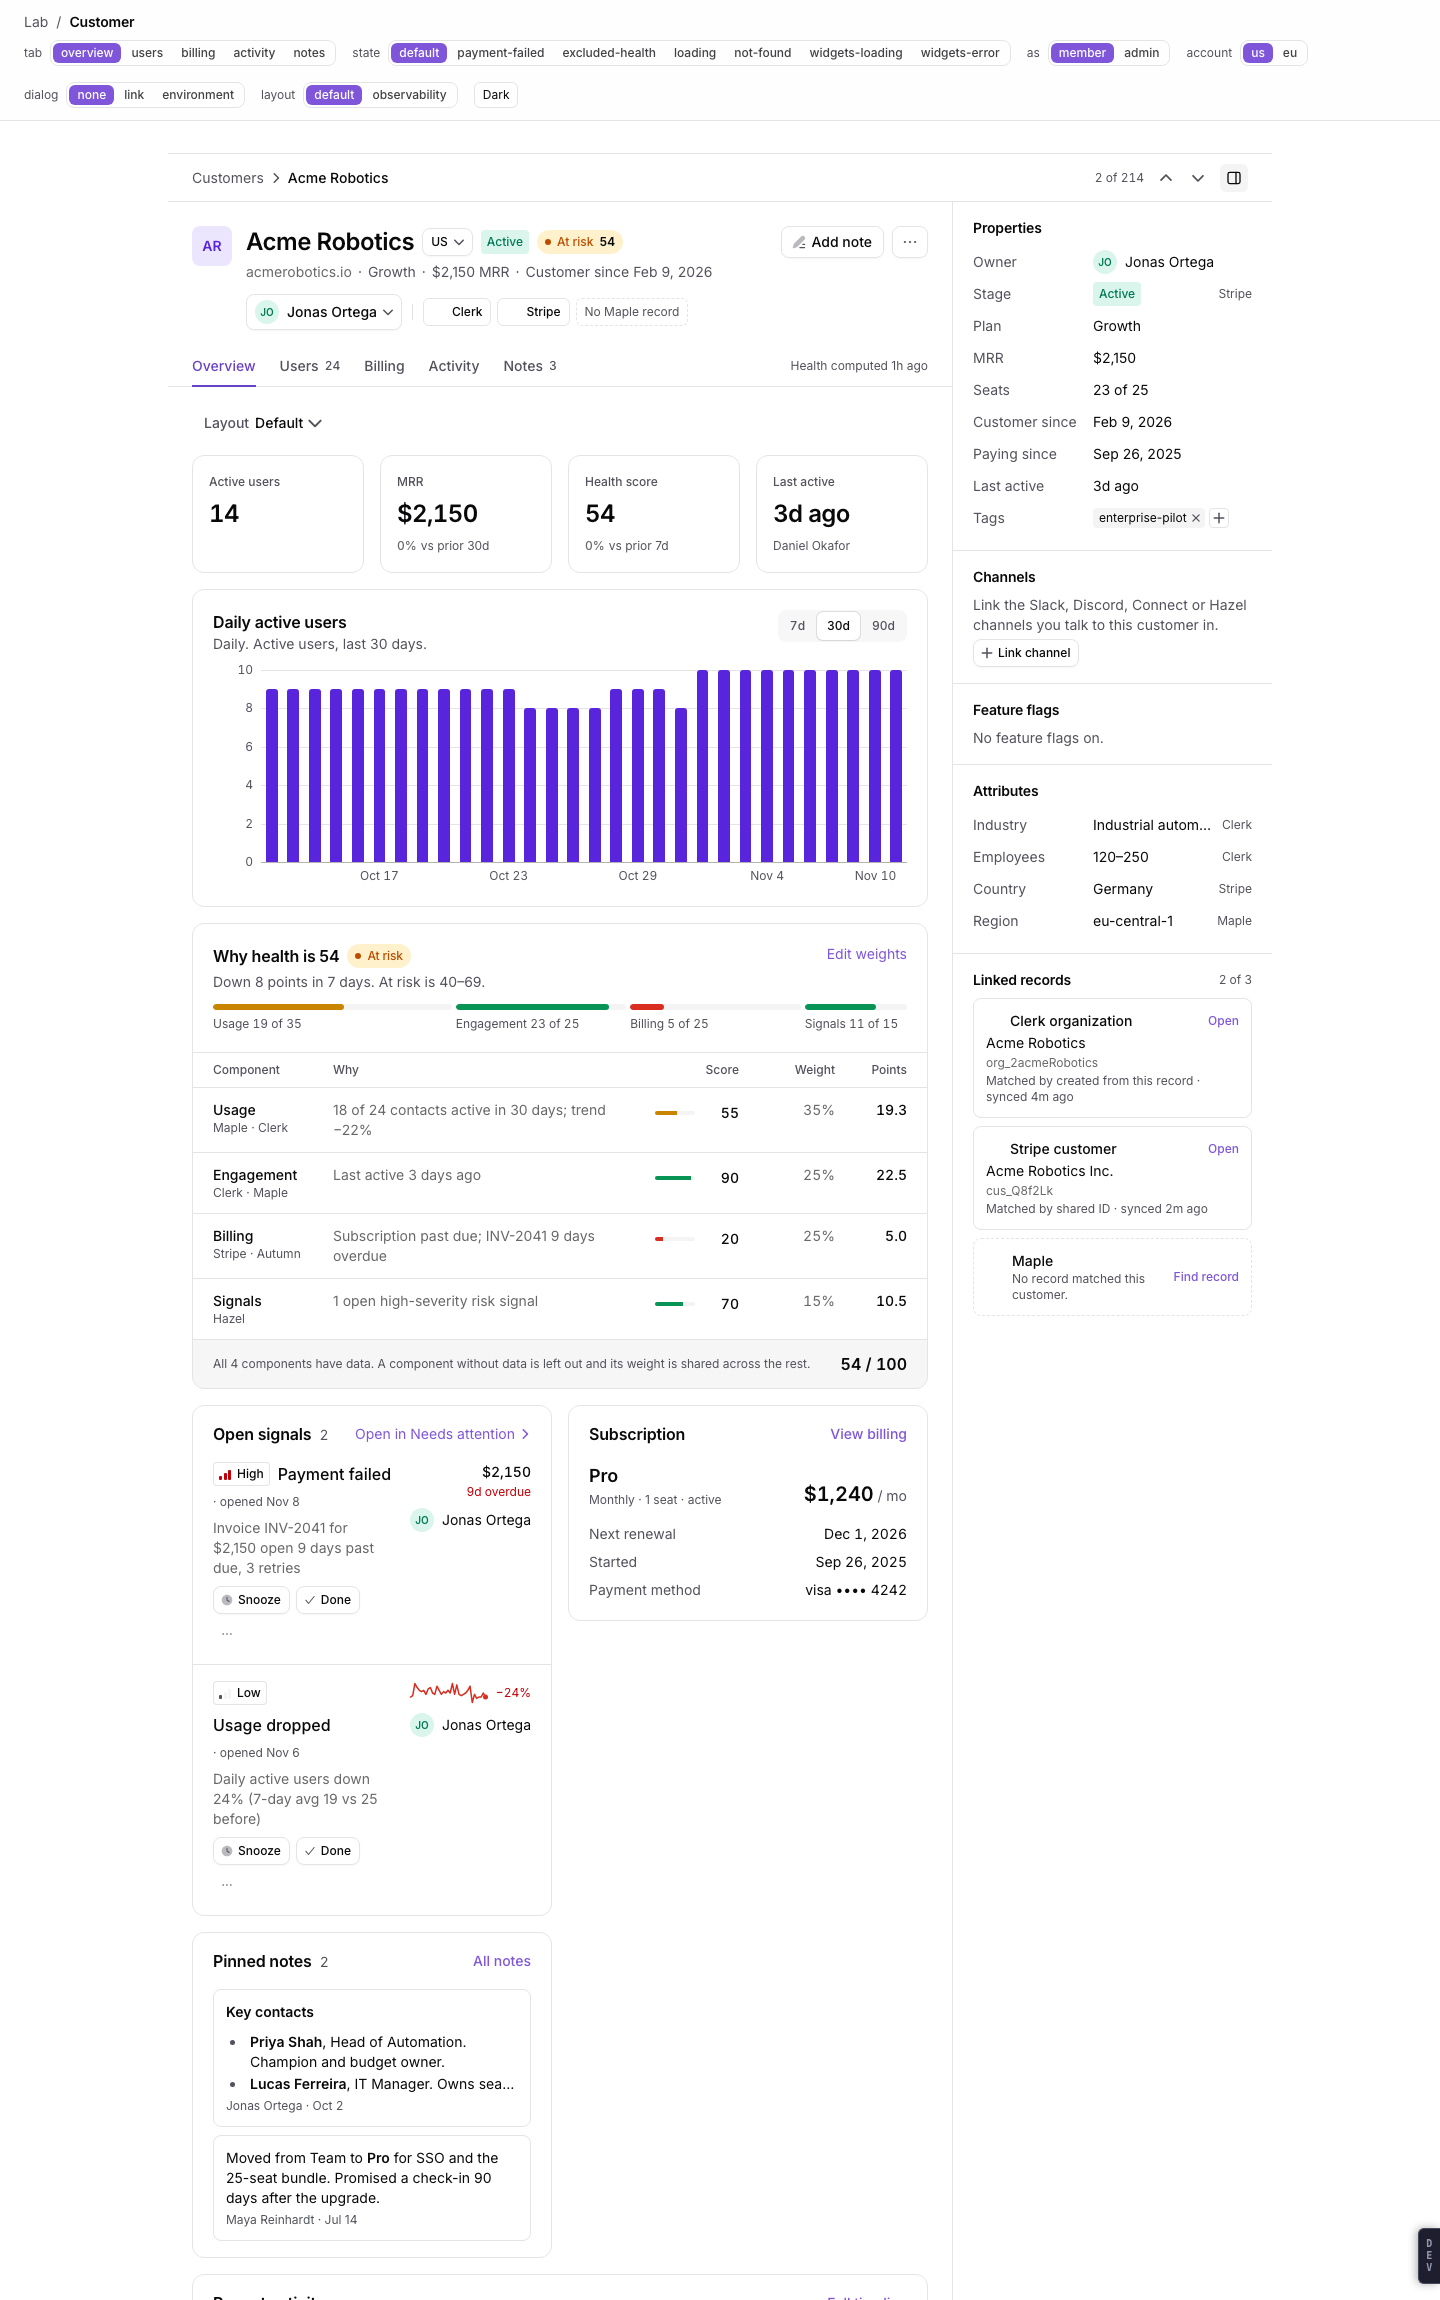 Lab / Customer
tab overview users billing activity notes state default payment-failed excluded-health loading not-found widgets-loading widgets-error as member admin account us eu
dialog none link environment layout default observability Dark
Customers > Acme Robotics
2 of 214
AR
Acme Robotics US Active At risk 54
Add note
...
acmerobotics.io · Growth · $2,150 MRR · Customer since Feb 9, 2026
JO Jonas Ortega Clerk Stripe No Maple record
Overview Users 24 Billing Activity Notes 3
Health computed 1h ago
Layout Default
Active users
14
MRR
$2,150
0% vs prior 30d
Health score
54
0% vs prior 7d
Last active
3d ago
Daniel Okafor
Daily active users
Daily. Active users, last 30 days.
7d 30d 90d
10
8
6
4
2
0
Oct 17 Oct 23 Oct 29 Nov 4 Nov 10
Why health is 54 At risk
Edit weights
Down 8 points in 7 days. At risk is 40–69.
Usage 19 of 35 Engagement 23 of 25 Billing 5 of 25 Signals 11 of 15
Component Why Score Weight Points
Usage
Maple · Clerk
18 of 24 contacts active in 30 days; trend
−22%
55 35% 19.3
Engagement
Clerk · Maple
Last active 3 days ago
90 25% 22.5
Billing
Stripe · Autumn
Subscription past due; INV-2041 9 days
overdue
20 25% 5.0
Signals
Hazel
1 open high-severity risk signal
70 15% 10.5
All 4 components have data. A component without data is left out and its weight is shared across the rest.
54 / 100
Open signals 2
Open in Needs attention >
High Payment failed
· opened Nov 8
Invoice INV-2041 for
$2,150 open 9 days past
due, 3 retries
$2,150
9d overdue
JO Jonas Ortega
Snooze Done
...
Low
Usage dropped
· opened Nov 6
Daily active users down
24% (7-day avg 19 vs 25
before)
−24%
JO Jonas Ortega
Snooze Done
...
Subscription
View billing
Pro
Monthly · 1 seat · active
$1,240 / mo
Next renewal Dec 1, 2026
Started Sep 26, 2025
Payment method visa •••• 4242
Pinned notes 2
All notes
Key contacts
• Priya Shah, Head of Automation.
Champion and budget owner.
• Lucas Ferreira, IT Manager. Owns sea...
Jonas Ortega · Oct 2
Moved from Team to Pro for SSO and the
25-seat bundle. Promised a check-in 90
days after the upgrade.
Maya Reinhardt · Jul 14
Properties
Owner JO Jonas Ortega
Stage Active Stripe
Plan Growth
MRR $2,150
Seats 23 of 25
Customer since Feb 9, 2026
Paying since Sep 26, 2025
Last active 3d ago
Tags enterprise-pilot × +
Channels
Link the Slack, Discord, Connect or Hazel
channels you talk to this customer in.
+ Link channel
Feature flags
No feature flags on.
Attributes
Industry Industrial autom... Clerk
Employees 120–250 Clerk
Country Germany Stripe
Region eu-central-1 Maple
Linked records 2 of 3
Clerk organization Open
Acme Robotics
org_2acmeRobotics
Matched by created from this record ·
synced 4m ago
Stripe customer Open
Acme Robotics Inc.
cus_Q8f2Lk
Matched by shared ID · synced 2m ago
Maple
No record matched this
customer.
Find record
DEV